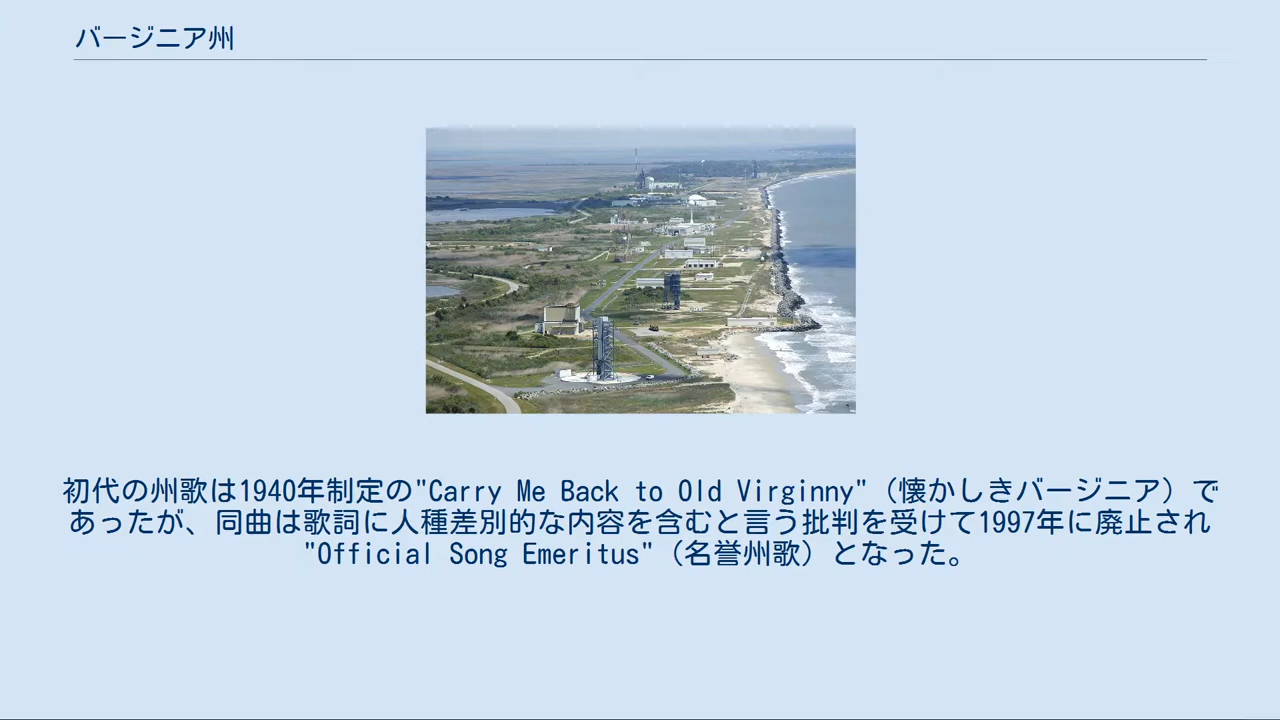 バージニア州
初代の州歌は1940年制定の"Carry Me Back to Old Virginny"（懐かしきバージニア）で
あったが、同曲は歌詞に人種差別的な内容を含むと言う批判を受けて1997年に廃止され
"Official Song Emeritus"（名誉州歌）となった。